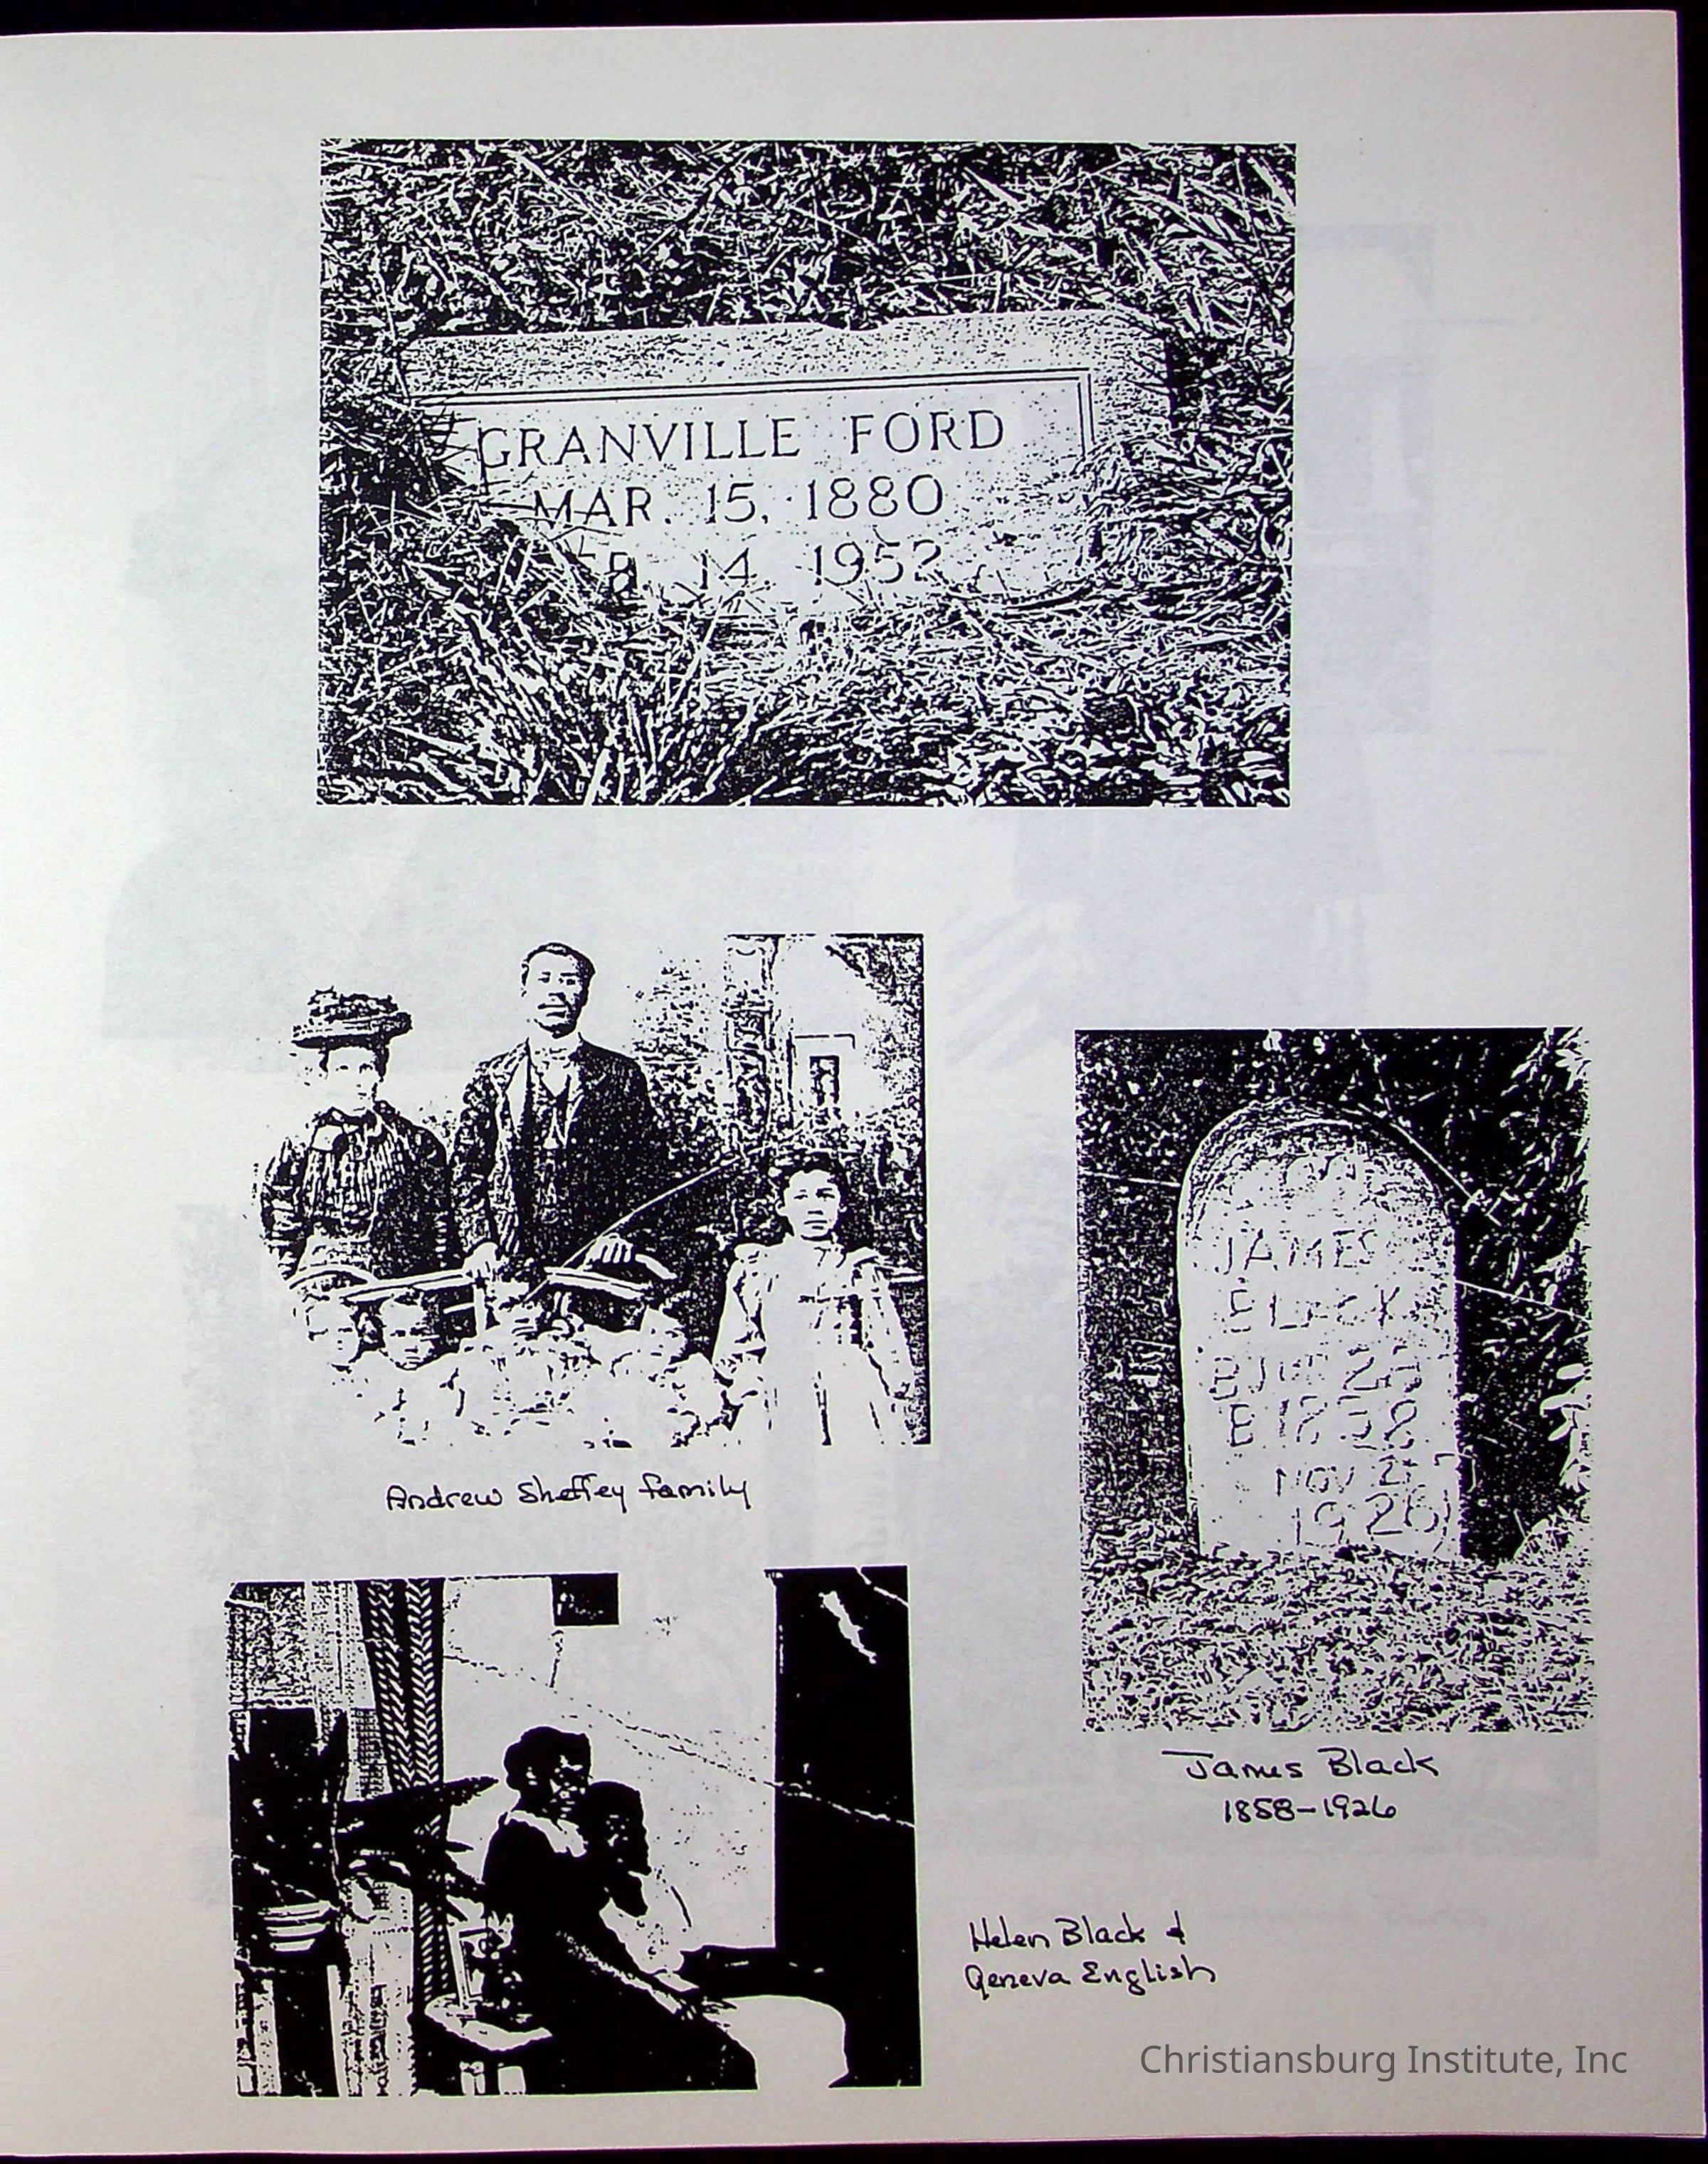 GRANVILLE FORD
MAR. 15, 1880
14, 1952
Andrew Sheffey family
JAMES
BLACK
1858
NOV
1926
James Black
1858-1926
Helen Black &
Geneva English
Christiansburg Institute, Inc